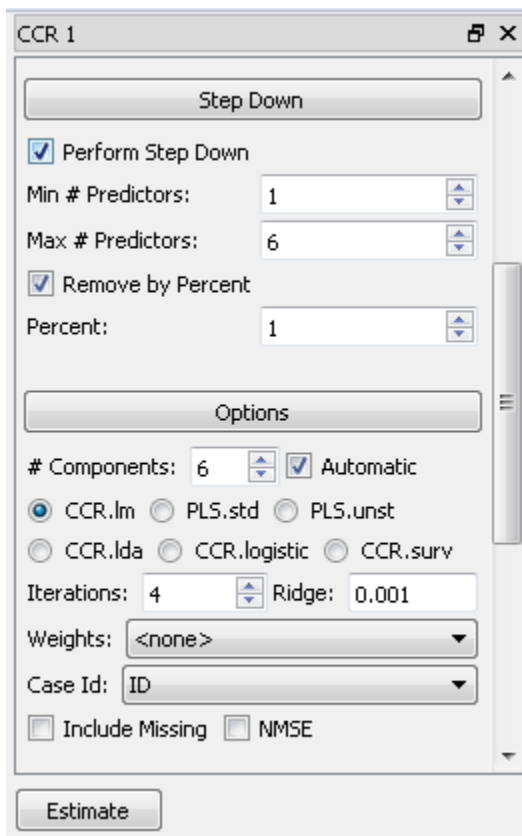 CCR 1
Step Down
Perform Step Down
Min # Predictors: 1
Max # Predictors: 6
Remove by Percent
Percent: 1
Options
# Components: 6 Automatic
CCR.lm PLS.std PLS.unst
CCR.lda CCR.logistic CCR.surv
Iterations: 4 Ridge: 0.001
Weights: <none>
Case Id: ID
Include Missing NMSE
Estimate